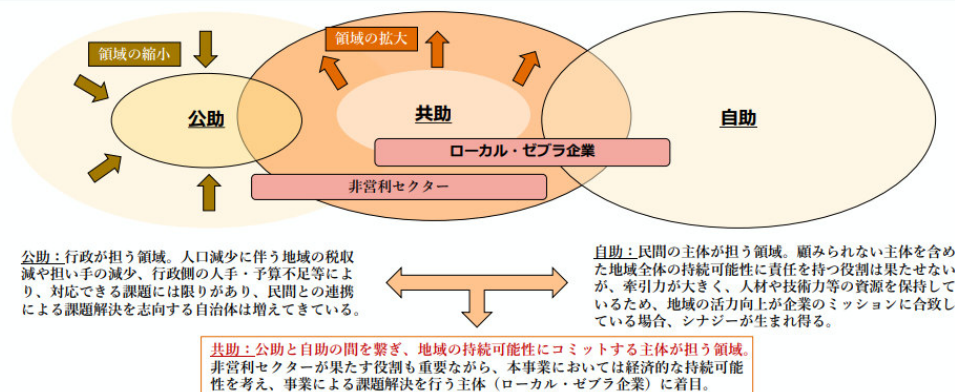 領域の縮小
領域の拡大
公助
共助
自助
ローカル・ゼブラ企業
非営利セクター
公助：行政が担う領域。人口減少に伴う地域の税収
減や担い手の減少、行政側の人手・予算不足等によ
り、対応できる課題には限りがあり、民間との連携
による課題解決を志向する自治体は増えてきている。
自助：民間の主体が担う領域。顧みられない主体を含め
た地域全体の持続可能性に責任を持つ役割は果たせない
が、牽引力が大きく、人材や技術力等の資源を保持して
いるため、地域の活力向上が企業のミッションに合致し
ている場合、シナジーが生まれ得る。
共助：公助と自助の間を繋ぎ、地域の持続可能性にコミットする主体が担う領域。
非営利セクターが果たす役割も重要ながら、本事業においては経済的な持続可能
性を考え、事業による課題解決を行う主体（ローカル・ゼブラ企業）に着目。